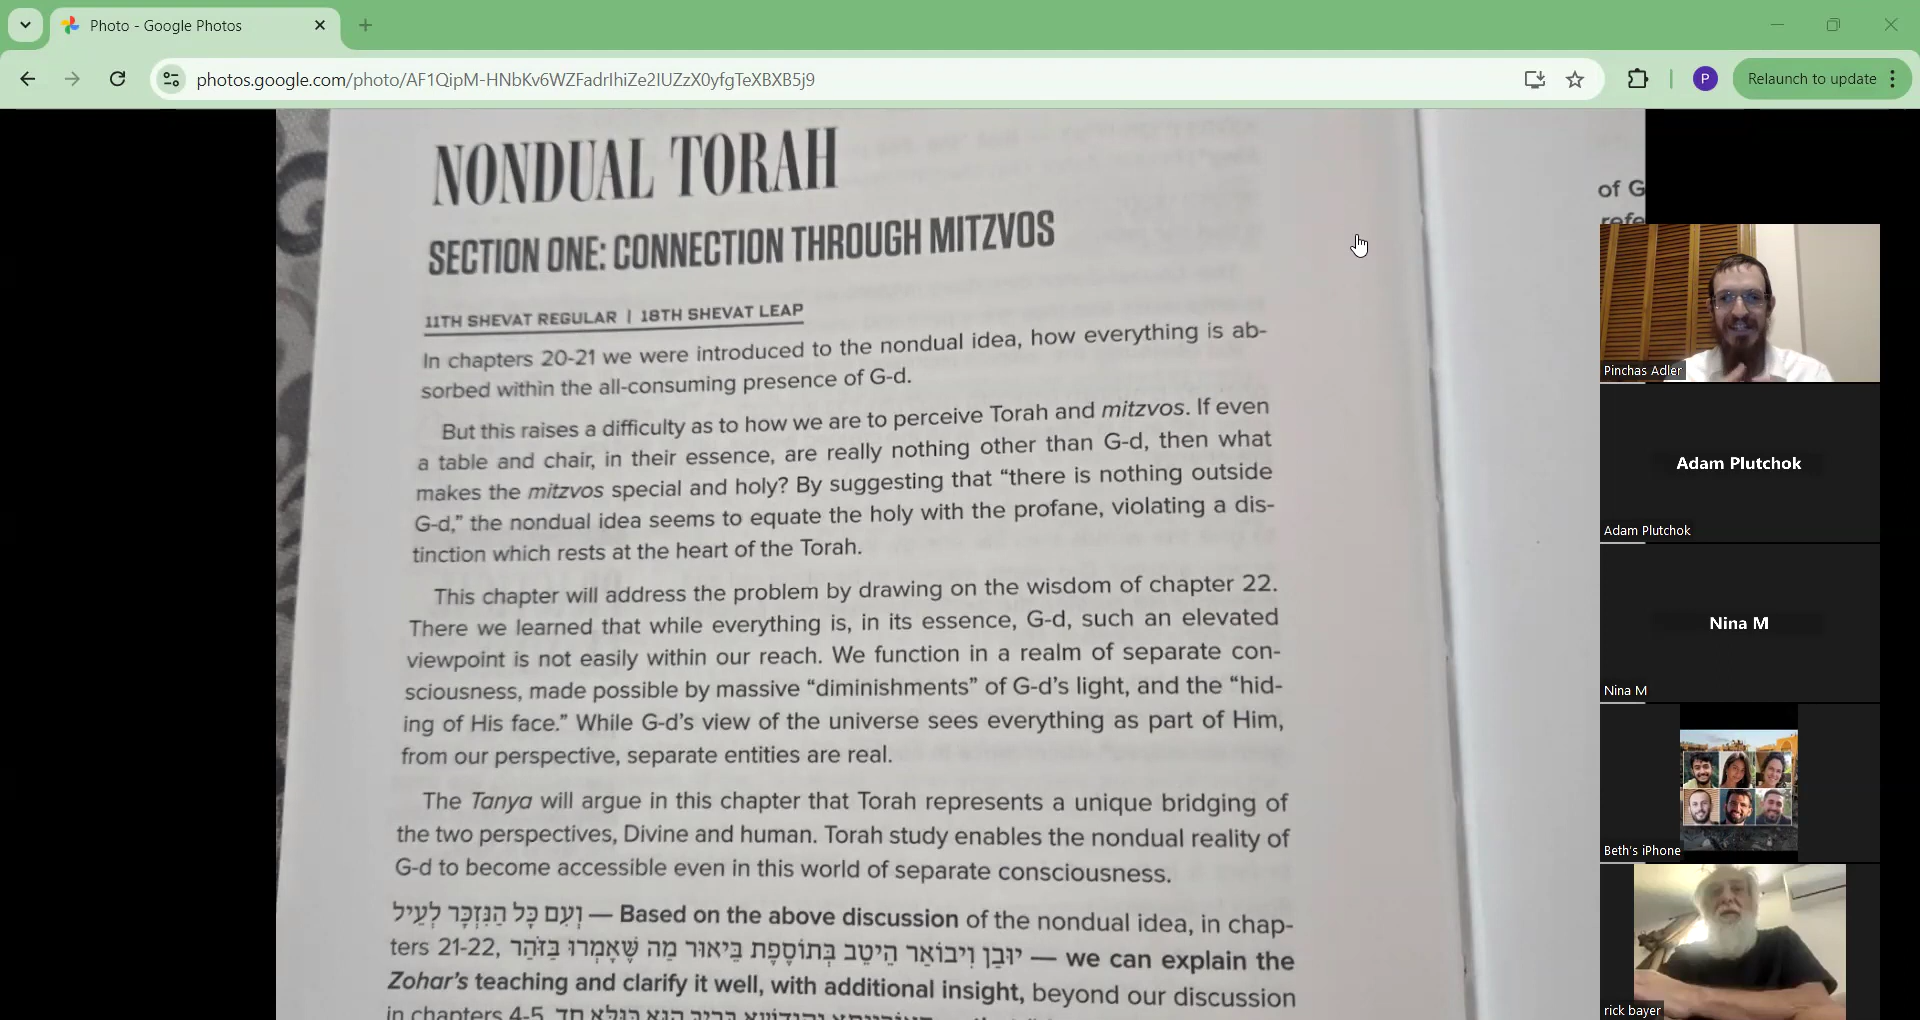 Photo - Google Photos
photos.google.com/photo/AF1QipM-HNbKv6WZFadrIhiZe2IUZzX0yfgTeXBXB5j9
P
Relaunch to update
NONDUAL TORAH
SECTION ONE: CONNECTION THROUGH MITZVOS
11TH SHEVAT REGULAR | 18TH SHEVAT LEAP
In chapters 20-21 we were introduced to the nondual idea, how everything is ab-
sorbed within the all-consuming presence of G-d.
But this raises a difficulty as to how we are to perceive Torah and mitzvos. If even
a table and chair, in their essence, are really nothing other than G-d, then what
makes the mitzvos special and holy? By suggesting that “there is nothing outside
G-d,” the nondual idea seems to equate the holy with the profane, violating a dis-
tinction which rests at the heart of the Torah.
This chapter will address the problem by drawing on the wisdom of chapter 22.
There we learned that while everything is, in its essence, G-d, such an elevated
viewpoint is not easily within our reach. We function in a realm of separate con-
sciousness, made possible by massive “diminishments” of G-d’s light, and the “hid-
ing of His face.” While G-d’s view of the universe sees everything as part of Him,
from our perspective, separate entities are real.
The Tanya will argue in this chapter that Torah represents a unique bridging of
the two perspectives, Divine and human. Torah study enables the nondual reality of
G-d to become accessible even in this world of separate consciousness.
וְעִם כָּל הַנִּזְכָּר לְעֵיל — Based on the above discussion of the nondual idea, in chap-
ters 21-22, יוּבַן וִיבוֹאַר הֵיטֵב בְּתוֹסֶפֶת בֵּיאוּר מַה שֶּׁאָמְרוּ בַּזֹּהַר — we can explain the
Zohar’s teaching and clarify it well, with additional insight, beyond our discussion
in chapters 4-5,
of G
refe
Pinchas Adler
Adam Plutchok
Adam Plutchok
Nina M
Nina M
Beth's iPhone
rick bayer